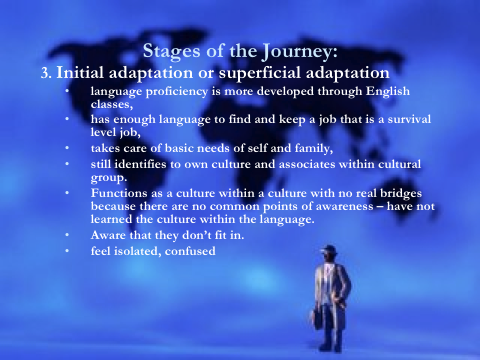 Stages of the Journey:
3. Initial adaptation or superficial adaptation
• language proficiency is more developed through English
classes,
• has enough language to find and keep a job that is a survival
level job,
• takes care of basic needs of self and family,
• still identifies to own culture and associates within cultural
group.
• Functions as a culture within a culture with no real bridges
because there are no common points of awareness – have not
learned the culture within the language.
• Aware that they don't fit in.
• feel isolated, confused